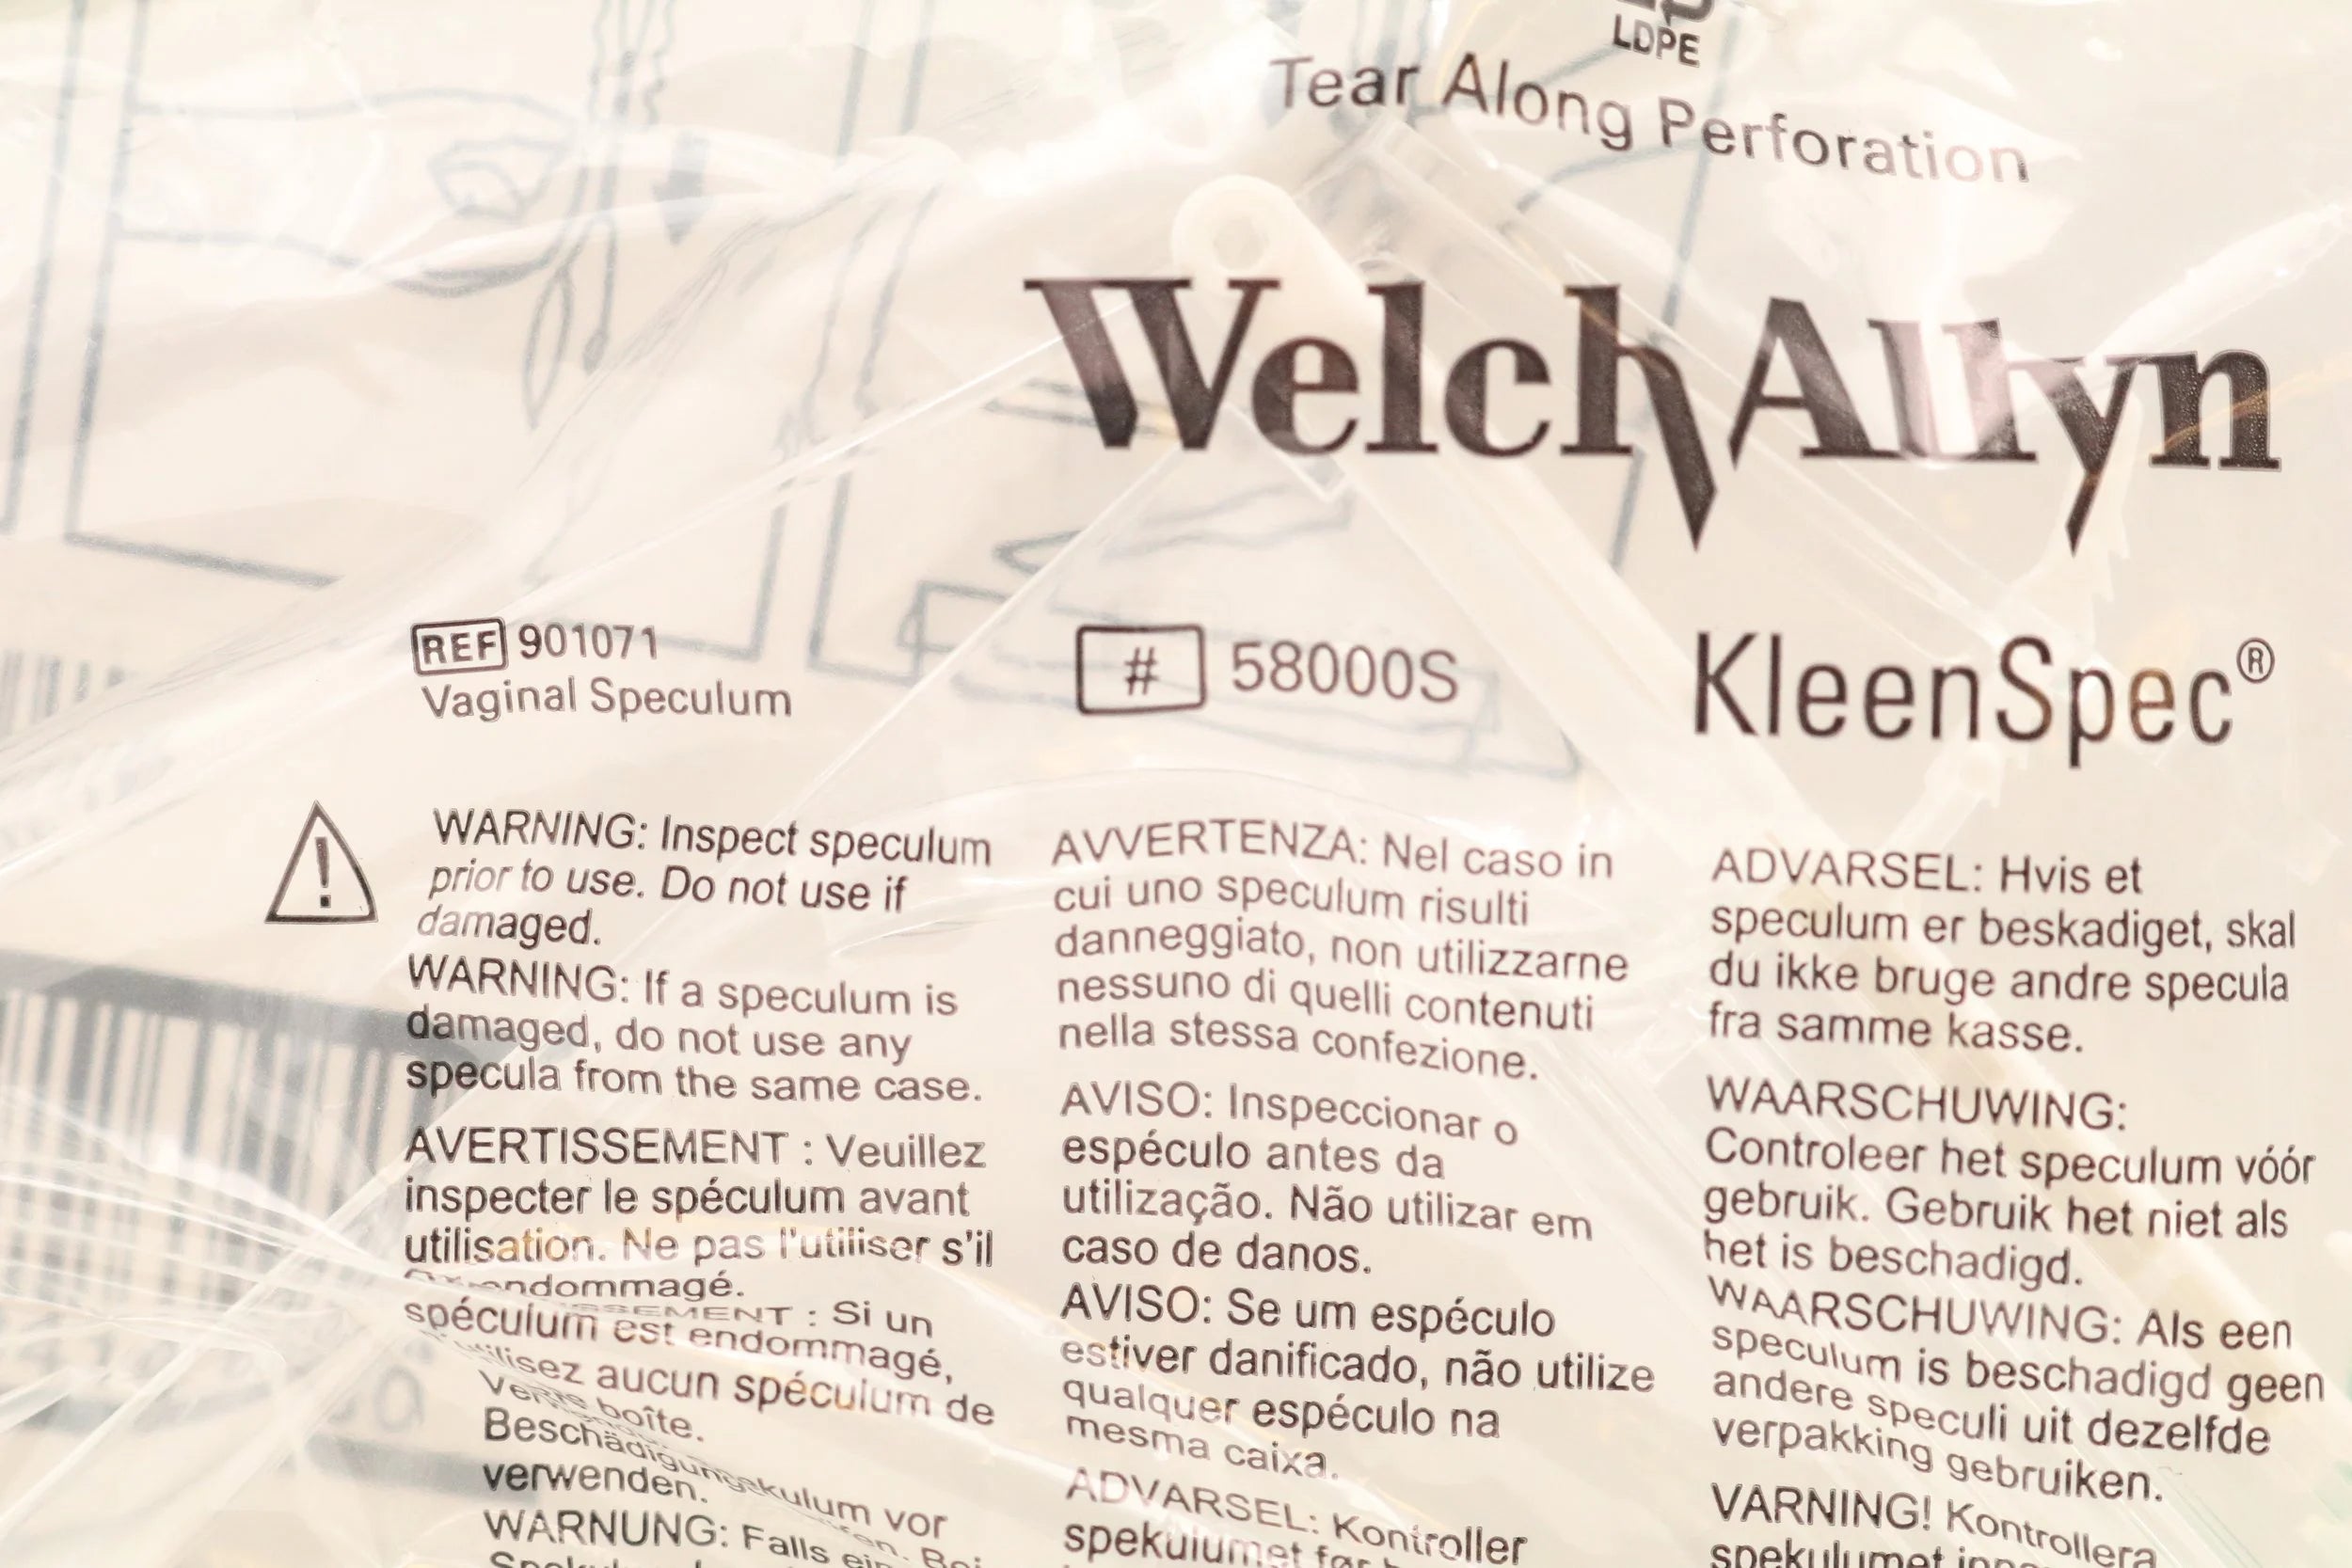 LDPE
Tear Along Perforation
WelchAllyn
REF 901071
Vaginal Speculum
# 58000S
KleenSpec®
WARNING: Inspect speculum
prior to use. Do not use if
damaged.
WARNING: If a speculum is
damaged, do not use any
specula from the same case.
AVERTISSEMENT : Veuillez
inspecter le spéculum avant
utilisation. Ne pas l'utiliser s'il
endommagé.
: Si un
spéculum est endommagé,
aucun spéculum de
boîte.
vor
verwenden.
WARNUNG: Falls
AVVERTENZA: Nel caso in
cui uno speculum risulti
danneggiato, non utilizzarne
nessuno di quelli contenuti
nella stessa confezione.
AVISO: Inspeccionar o
espéculo antes da
utilização. Não utilizar em
caso de danos.
AVISO: Se um espéculo
estiver danificado, não utilize
qualquer espéculo na
mesma caixa.
ADVARSEL: Kontroller
spekulumet før
ADVARSEL: Hvis et
speculum er beskadiget, skal
du ikke bruge andre specula
fra samme kasse.
WAARSCHUWING:
Controleer het speculum vóór
gebruik. Gebruik het niet als
het is beschadigd.
WAARSCHUWING: Als een
speculum is beschadigd geen
andere speculi uit dezelfde
verpakking gebruiken.
VARNING! Kontrollera
spekulumet